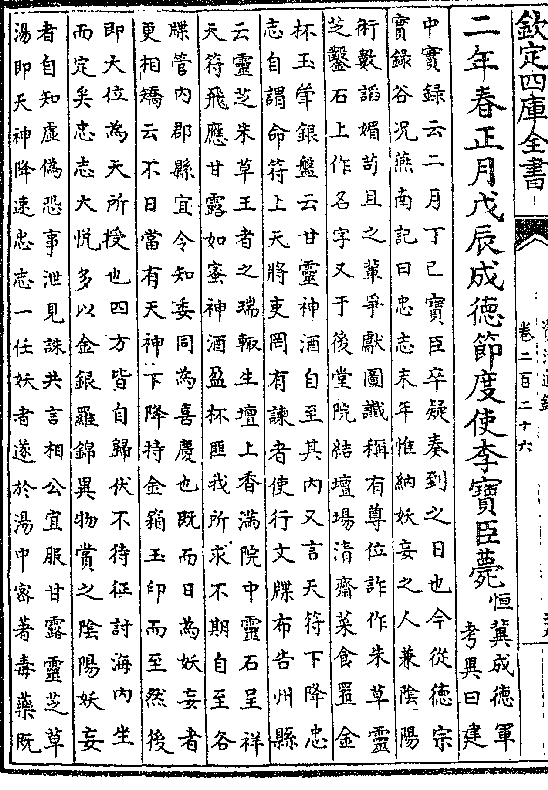 欽定四庫全書
卷二百二十六
二年春正月戊辰成德節度使李寶臣薨
恒冀成德軍
考異曰建
中實録云二月丁巳寶臣卒疑奏到之日也今從德宗
實録谷况燕南記曰忠志末年惟納妖妄之人兼陰陽
術數諂媚苟且之輩爭獻圖讖稱有尊位詐作朱草靈
芝鑿石上作名字又于後堂院結壇場清齋菜食置金
杯玉斝銀盤云甘靈神酒自至其内又言天符下降忠
志自謂命符上天將吏罔有諫者使行文牒布告州縣
云靈芝朱草王者之瑞輙生壇上香滿院中靈石呈祥
天符飛應甘露如蜜神酒盈杯匪我所求不期自至各
牒管内郡縣宜令知委同為喜慶也既而日為妖妄者
更相矯云不日當有天神下降持金箱玉印而至然後
即天位為天所授也四方皆自歸伏不待征討海内坐
而定矣忠志大悅多以金銀羅錦異物賞之陰陽妖妄
者自知虛偽恐事泄見誅共言相公宜服甘露靈芝草
湯即天神降速忠志一任妖者遂於湯中密著毒藥既